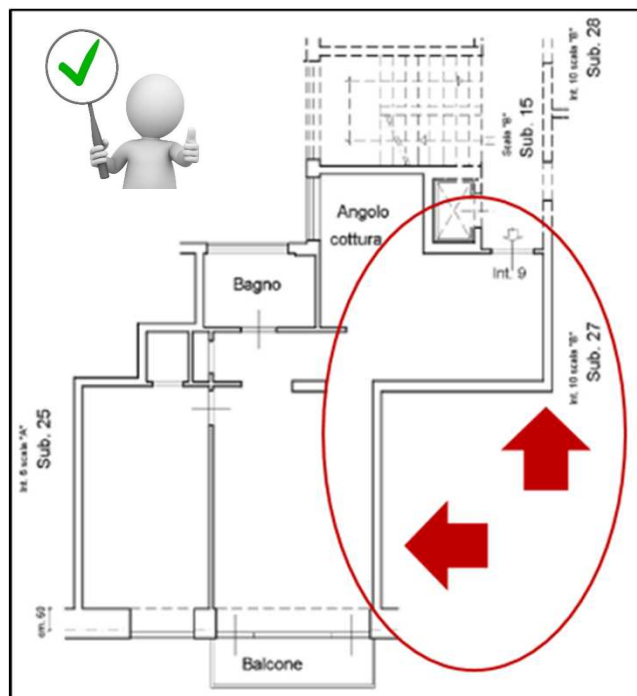 Int. 10 scala "B"
Sub. 28
Scala "B"
Sub. 15
Angolo
cottura
Int. 9
Bagno
Int. 10 scala "B"
Sub. 27
Int. 6 scala "A"
Sub. 25
cm. 60
Balcone